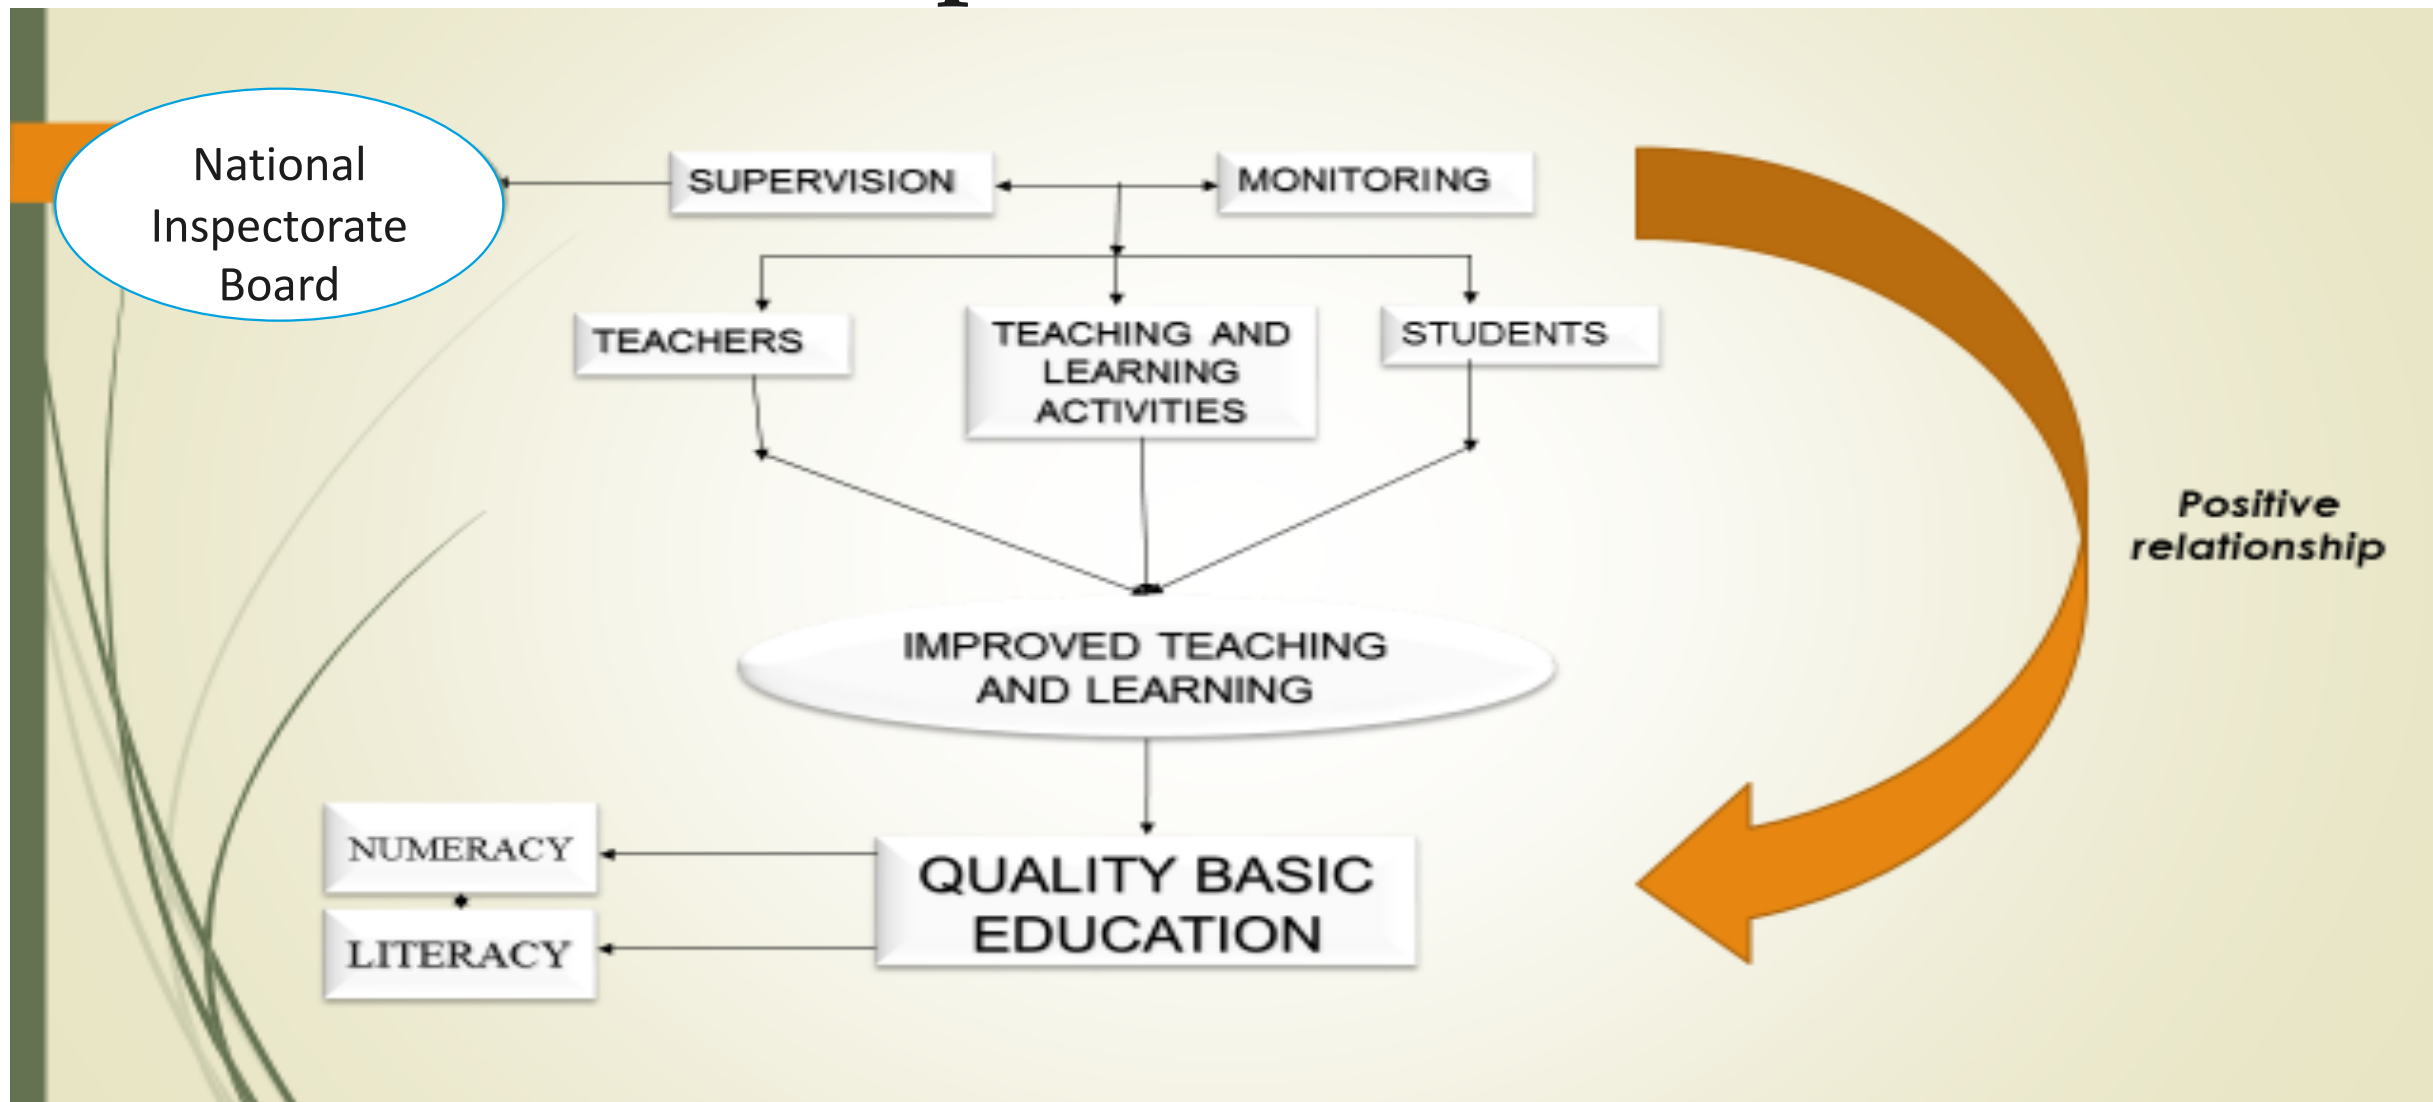 National
Inspectorate
Board
SUPERVISION
MONITORING
TEACHERS
TEACHING AND
LEARNING
ACTIVITIES
STUDENTS
Positive
relationship
IMPROVED TEACHING
AND LEARNING
NUMERACY
LITERACY
QUALITY BASIC
EDUCATION